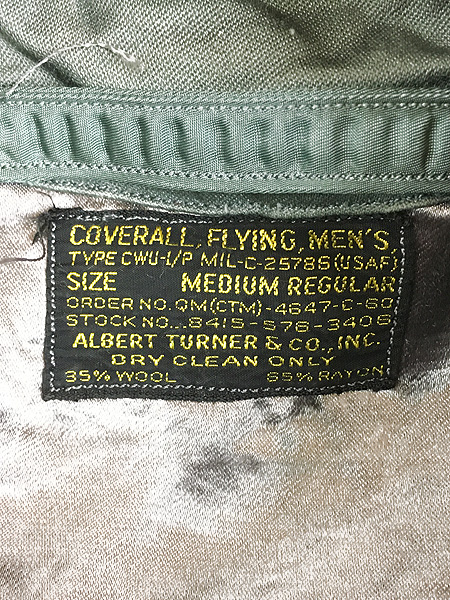 COVERALL, FLYING, MEN'S
TYPE CWU-1/P MIL-C-25786 (USAF)
SIZE MEDIUM REGULAR
ORDER NO. QM(CTM)-4647-C-60
STOCK NO...8415-576-3406
ALBERT TURNER & CO., INC.
DRY CLEAN ONLY
35% WOOL 65% RAYON